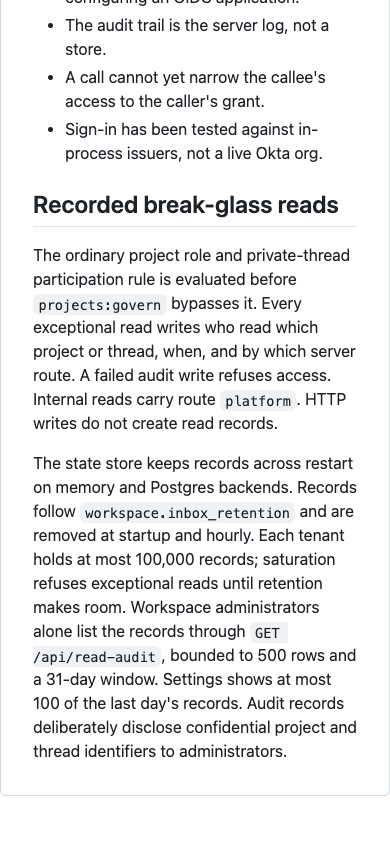 • The audit trail is the server log, not a
store.
• A call cannot yet narrow the callee's
access to the caller's grant.
• Sign-in has been tested against in-
process issuers, not a live Okta org.
Recorded break-glass reads
The ordinary project role and private-thread
participation rule is evaluated before
projects:govern bypasses it. Every
exceptional read writes who read which
project or thread, when, and by which server
route. A failed audit write refuses access.
Internal reads carry route platform. HTTP
writes do not create read records.
The state store keeps records across restart
on memory and Postgres backends. Records
follow workspace.inbox_retention and are
removed at startup and hourly. Each tenant
holds at most 100,000 records; saturation
refuses exceptional reads until retention
makes room. Workspace administrators
alone list the records through GET
/api/read-audit, bounded to 500 rows and
a 31-day window. Settings shows at most
100 of the last day's records. Audit records
deliberately disclose confidential project and
thread identifiers to administrators.